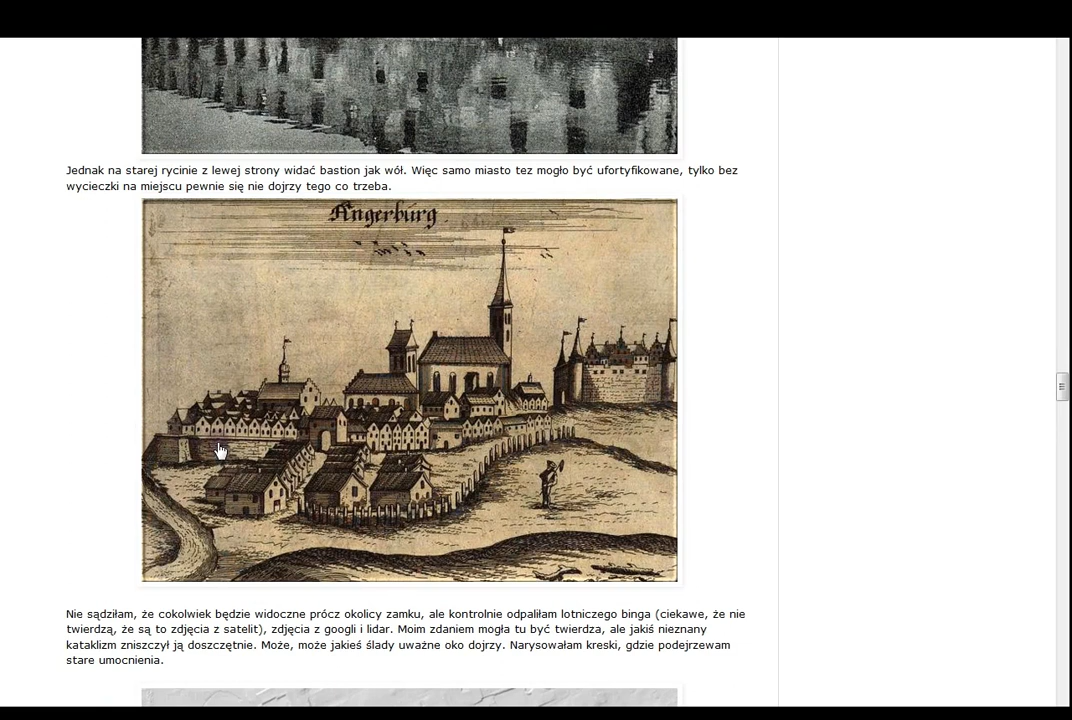 Jednak na starej rycinie z lewej strony widać bastion jak wół. Więc samo miasto tez mogło być ufortyfikowane, tylko bez
wycieczki na miejscu pewnie się nie dojrzy tego co trzeba.
Angerburg
Nie sądziłam, że cokolwiek będzie widoczne prócz okolicy zamku, ale kontrolnie odpaliłam lotniczego binga (ciekawe, że nie
twierdzą, że są to zdjęcia z satelit), zdjęcia z googli i lidar. Moim zdaniem mogła tu być twierdza, ale jakiś nieznany
kataklizm zniszczył ją doszczętnie. Może, może jakieś ślady uważne oko dojrzy. Narysowałam kreski, gdzie podejrzewam
stare umocnienia.